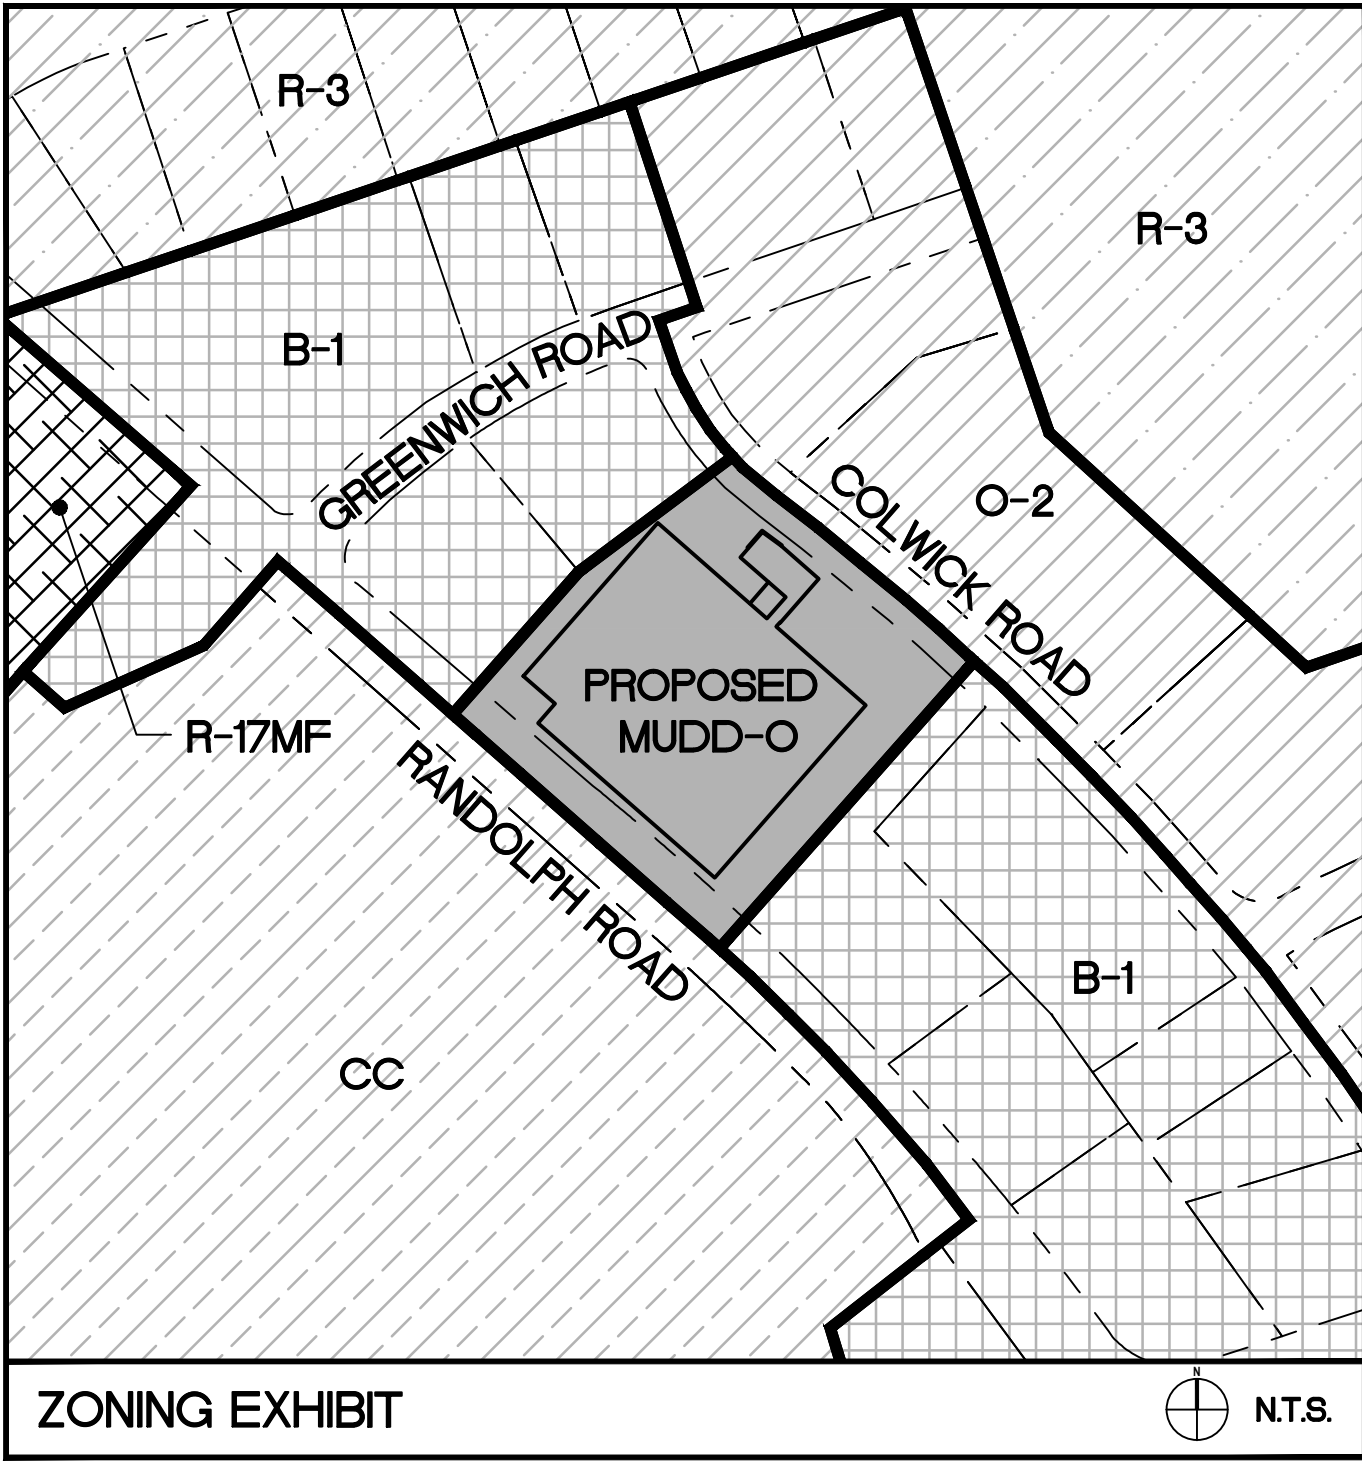 R-3
R-3
B-1
GREENWICH ROAD
COLWICK ROAD
O-2
PROPOSED
MUDD-O
R-17MF
RANDOLPH ROAD
B-1
CC
ZONING EXHIBIT
N
N.T.S.